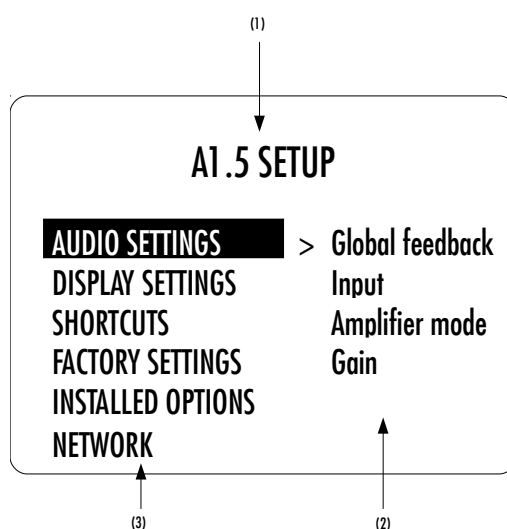 (1)
A1.5 SETUP
AUDIO SETTINGS > Global feedback
DISPLAY SETTINGS Input
SHORTCUTS Amplifier mode
FACTORY SETTINGS Gain
INSTALLED OPTIONS
NETWORK
(3) (2)